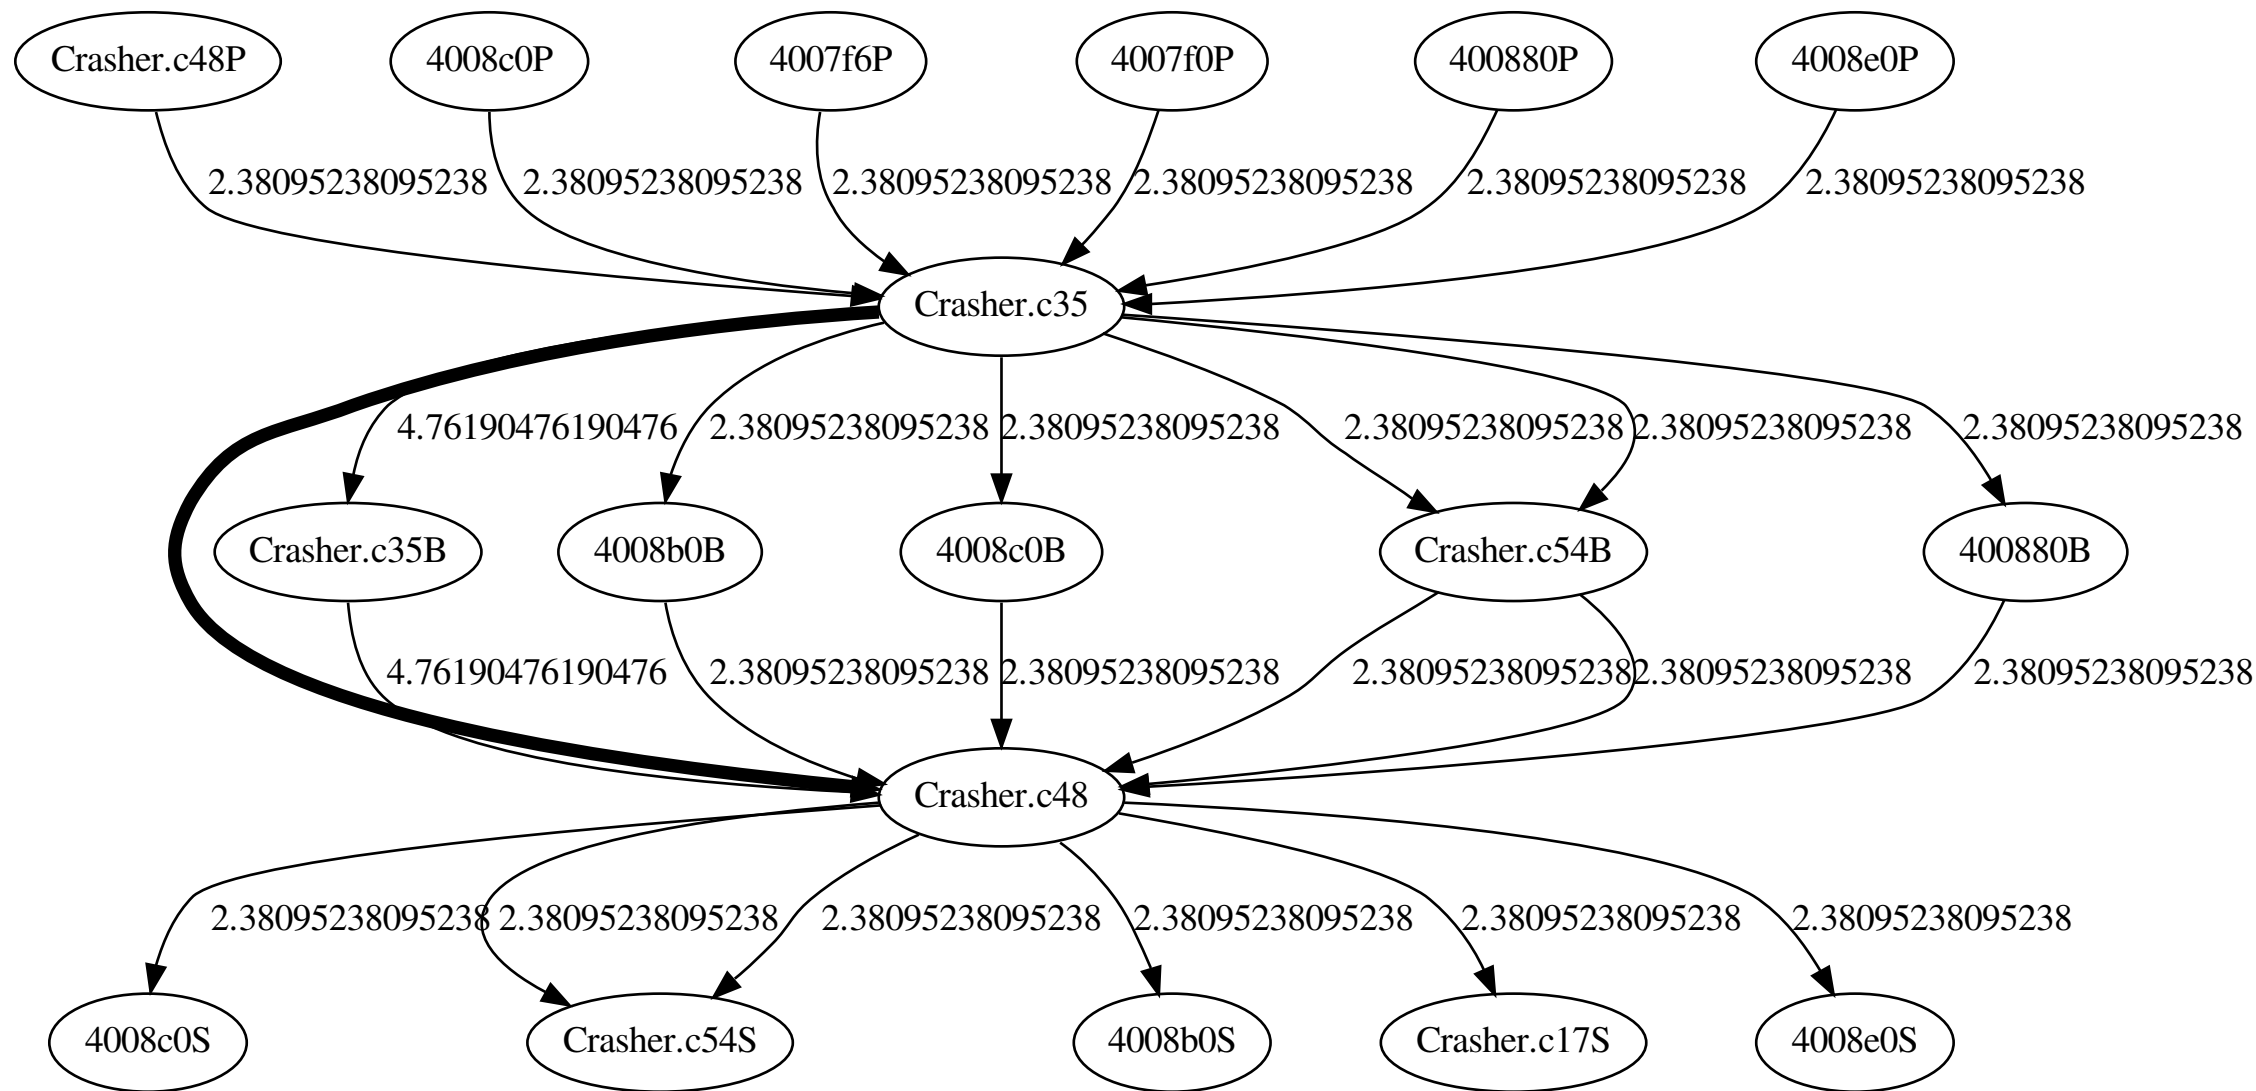 Crasher.c48P 4008c0P 4007f6P 4007f0P 400880P 4008e0P
2.38095238095238 2.38095238095238 2.38095238095238 2.38095238095238 2.38095238095238 2.38095238095238
Crasher.c35
4.76190476190476 2.38095238095238 2.38095238095238 2.38095238095238 2.38095238095238 2.38095238095238
Crasher.c35B 4008b0B 4008c0B Crasher.c54B 400880B
4.76190476190476 2.38095238095238 2.38095238095238 2.38095238095238 2.38095238095238 2.38095238095238
Crasher.c48
2.38095238095238 2.38095238095238 2.38095238095238 2.38095238095238 2.38095238095238 2.38095238095238
4008c0S Crasher.c54S 4008b0S Crasher.c17S 4008e0S